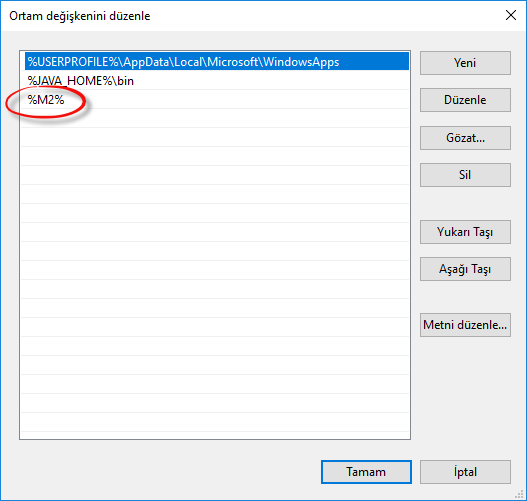 Ortam değişkenini düzenle
%USERPROFILE%\AppData\Local\Microsoft\WindowsApps
%JAVA_HOME%\bin
%M2%
Yeni
Düzenle
Gözat...
Sil
Yukarı Taşı
Aşağı Taşı
Metni düzenle...
Tamam
İptal